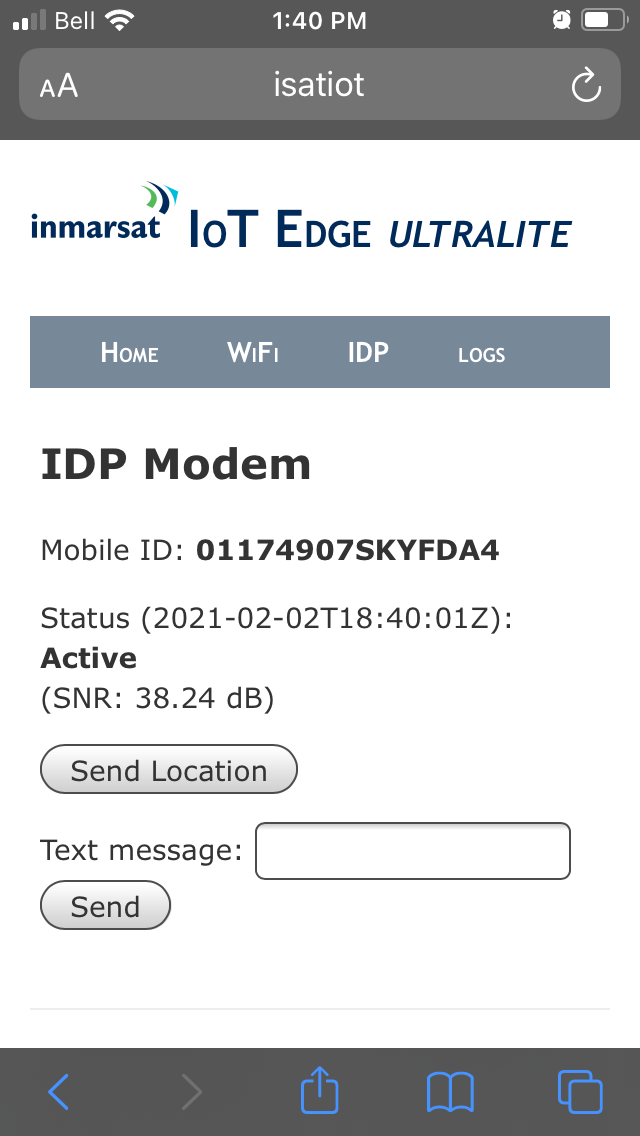 Bell 1:40 PM
AA isatiot
inmarsat IoT Edge ULTRALITE
Home WiFi IDP LOGS
IDP Modem
Mobile ID: 01174907SKYFDA4
Status (2021-02-02T18:40:01Z):
Active
(SNR: 38.24 dB)
Send Location
Text message:
Send